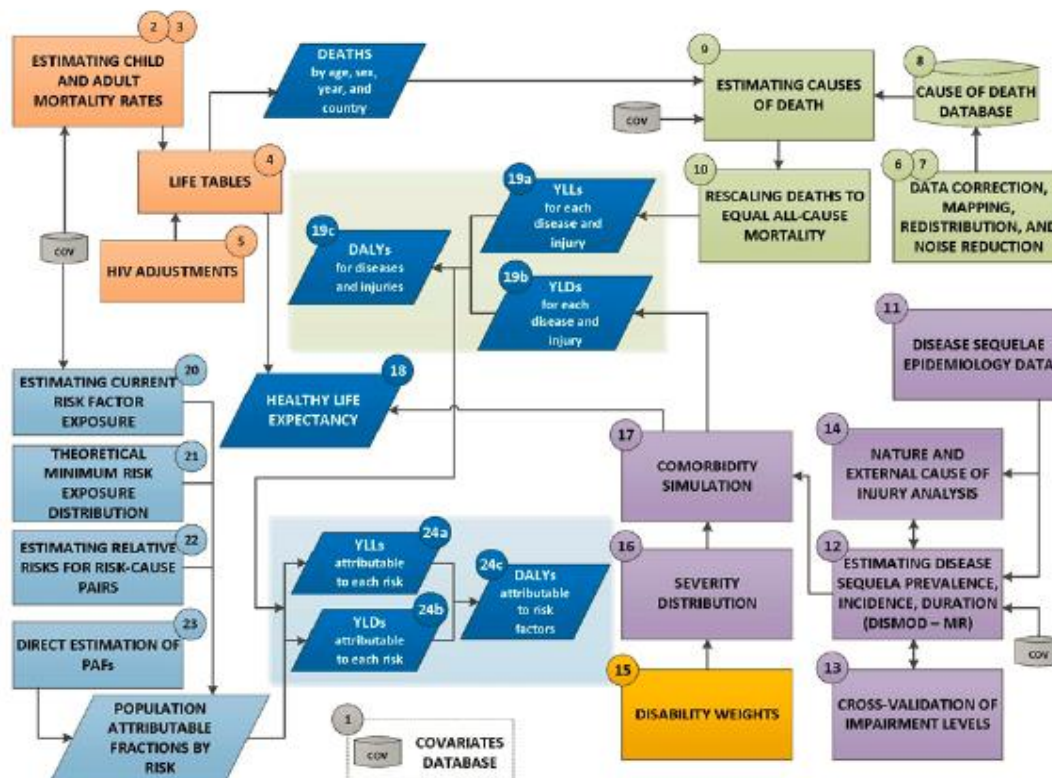 2 3
ESTIMATING CHILD
AND ADULT
MORTALITY RATES
DEATHS
by age, sex,
year, and
country
9
ESTIMATING CAUSES
OF DEATH
8
CAUSE OF DEATH
DATABASE
COV
4
LIFE TABLES
10
RESCALING DEATHS TO
EQUAL ALL-CAUSE
MORTALITY
6 7
DATA CORRECTION,
MAPPING,
REDISTRIBUTION, AND
NOISE REDUCTION
19a
YLLs
for each
disease and
injury
19c
DALYs
for diseases
and injuries
19b
YLDs
for each
disease and
injury
COV
5
HIV ADJUSTMENTS
11
DISEASE SEQUELAE
EPIDEMIOLOGY DATA
20
ESTIMATING CURRENT
RISK FACTOR
EXPOSURE
18
HEALTHY LIFE
EXPECTANCY
17
COMORBIDITY
SIMULATION
14
NATURE AND
EXTERNAL CAUSE OF
INJURY ANALYSIS
21
THEORETICAL
MINIMUM RISK
EXPOSURE
DISTRIBUTION
22
ESTIMATING RELATIVE
RISKS FOR RISK-CAUSE
PAIRS
24a
YLLs
attributable
to each risk
24b
YLDs
attributable
to each risk
24c
DALYs
attributable
to risk
factors
16
SEVERITY
DISTRIBUTION
12
ESTIMATING DISEASE
SEQUELA PREVALENCE,
INCIDENCE, DURATION
(DISMOD – MR)
COV
23
DIRECT ESTIMATION OF
PAFs
15
DISABILITY WEIGHTS
13
CROSS-VALIDATION OF
IMPAIRMENT LEVELS
POPULATION
ATTRIBUTABLE
FRACTIONS BY
RISK
1
COV
COVARIATES
DATABASE